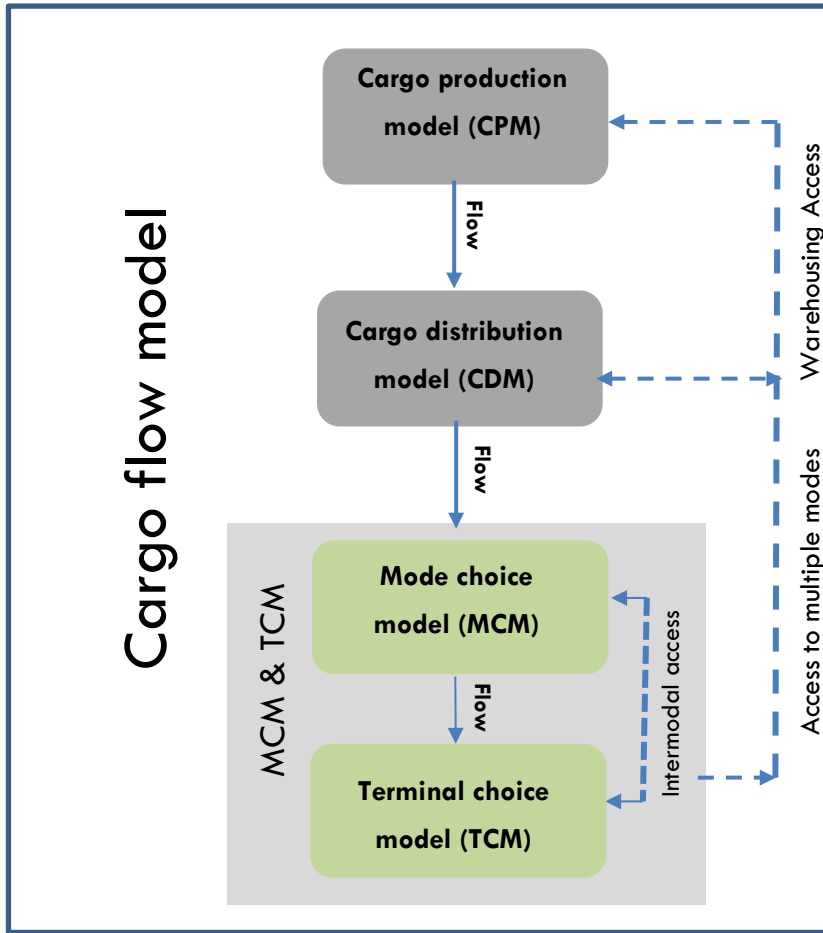 Cargo flow model
Cargo production
model (CPM)
Flow
Cargo distribution
model (CDM)
Flow
MCM & TCM
Mode choice
model (MCM)
Flow
Terminal choice
model (TCM)
Intermodal access
Access to multiple modes
Warehousing Access